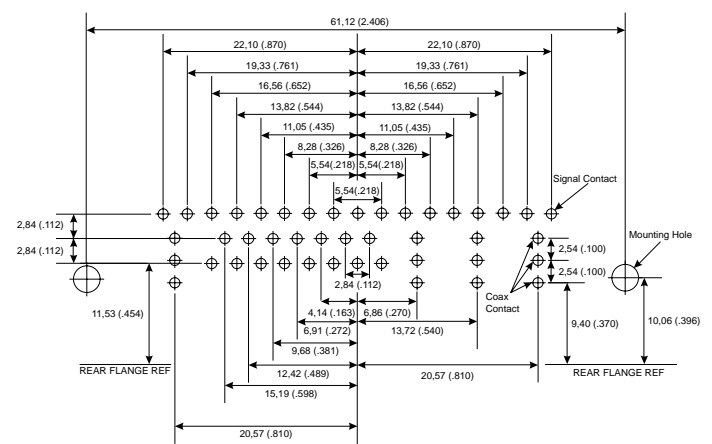 61,12 (2.406)
22,10 (.870) 22,10 (.870)
19,33 (.761) 19,33 (.761)
16,56 (.652) 16,56 (.652)
13,82 (.544) 13,82 (.544)
11,05 (.435) 11,05 (.435)
8,28 (.326) 8,28 (.326)
5,54(.218) 5,54(.218)
5,54(.218)
Signal Contact
2,84 (.112)
Mounting Hole
2,84 (.112)
2,54 (.100)
2,54 (.100)
2,84 (.112)
Coax
Contact
11,53 (.454)
4,14 (.163) 6,86 (.270)
6,91 (.272) 13,72 (.540)
9,40 (.370)
10,06 (.396)
9,68 (.381)
REAR FLANGE REF REAR FLANGE REF
12,42 (.489) 20,57 (.810)
15,19 (.598)
20,57 (.810)